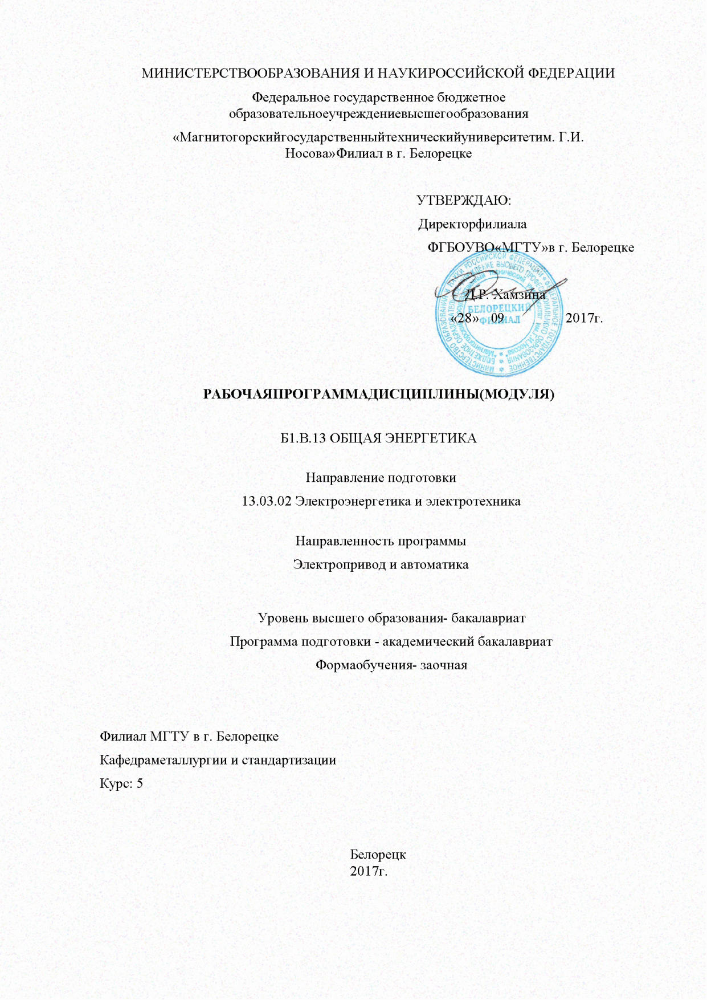 МИНИСТЕРСТВООБРАЗОВАНИЯ И НАУКИРОССИЙСКОЙ ФЕДЕРАЦИИ
Федеральное государственное бюджетное
образовательноеучреждениевысшегообразования
«Магнитогорскийгосударственныйтехническийуниверситетим. Г.И.
Носова»Филиал в г. Белорецке
УТВЕРЖДАЮ:
Директорфилиала
ФГБОУВО«МГТУ»в г. Белорецке
Д.Р. Хамзина
БЕЛОРЕЦКИЙ
ФИЛИАЛ
«28» 09 2017г.
РАБОЧАЯПРОГРАММАДИСЦИПЛИНЫ(МОДУЛЯ)
Б1.В.13 ОБЩАЯ ЭНЕРГЕТИКА
Направление подготовки
13.03.02 Электроэнергетика и электротехника
Направленность программы
Электропривод и автоматика
Уровень высшего образования- бакалавриат
Программа подготовки - академический бакалавриат
Формаобучения- заочная
Филиал МГТУ в г. Белорецке
Кафедраметаллургии и стандартизации
Курс: 5
Белорецк
2017г.